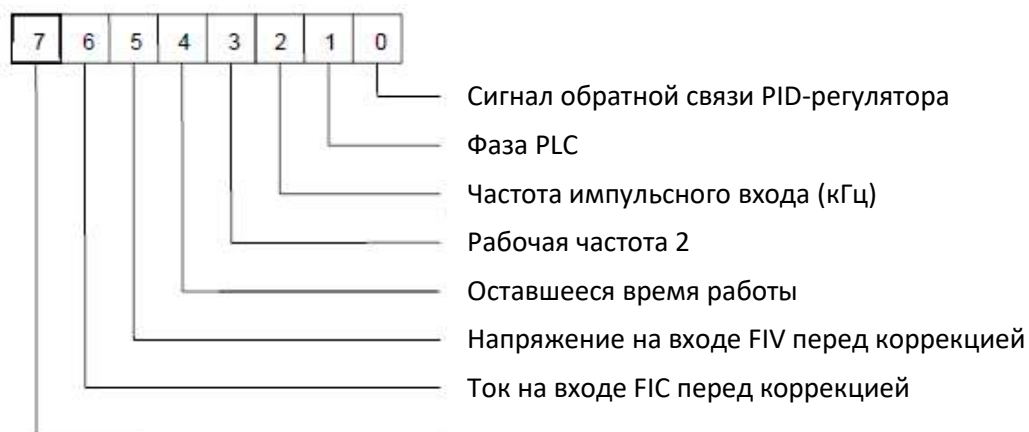 7 6 5 4 3 2 1 0
Сигнал обратной связи PID-регулятора
Фаза PLC
Частота импульсного входа (кГц)
Рабочая частота 2
Оставшееся время работы
Напряжение на входе FIV перед коррекцией
Ток на входе FIC перед коррекцией